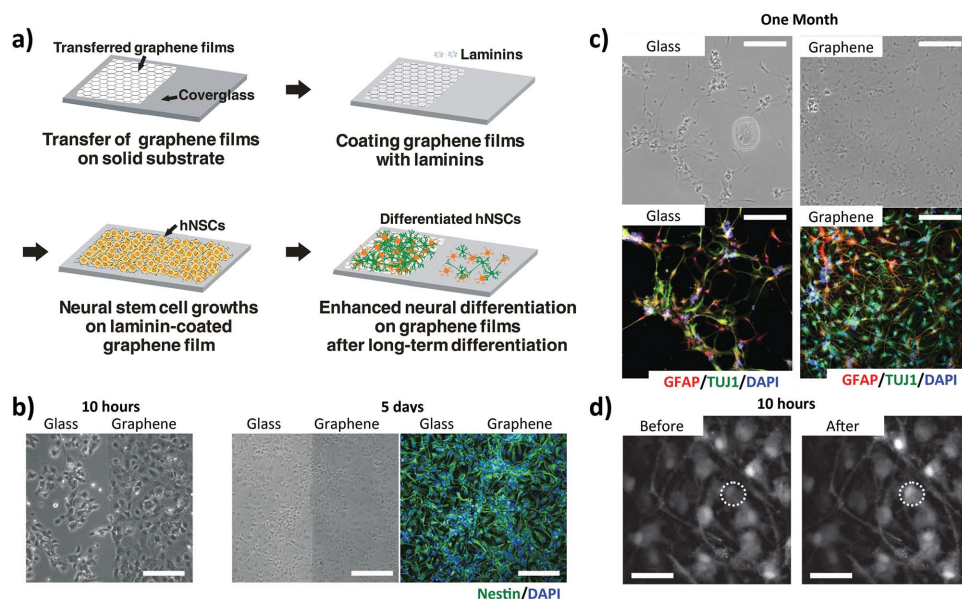 a)
Transferred graphene films
Coverglass
Transfer of graphene films
on solid substrate
Laminins
Coating graphene films
with laminins
hNSCs
Neural stem cell growths
on laminin-coated
graphene film
Differentiated hNSCs
Enhanced neural differentiation
on graphene films
after long-term differentiation
b)
10 hours
Glass Graphene
5 days
Glass Graphene
Glass Graphene
Nestin/DAPI
One Month
c)
Glass
Graphene
Glass
Graphene
GFAP/TUJ1/DAPI
GFAP/TUJ1/DAPI
d)
10 hours
Before
After